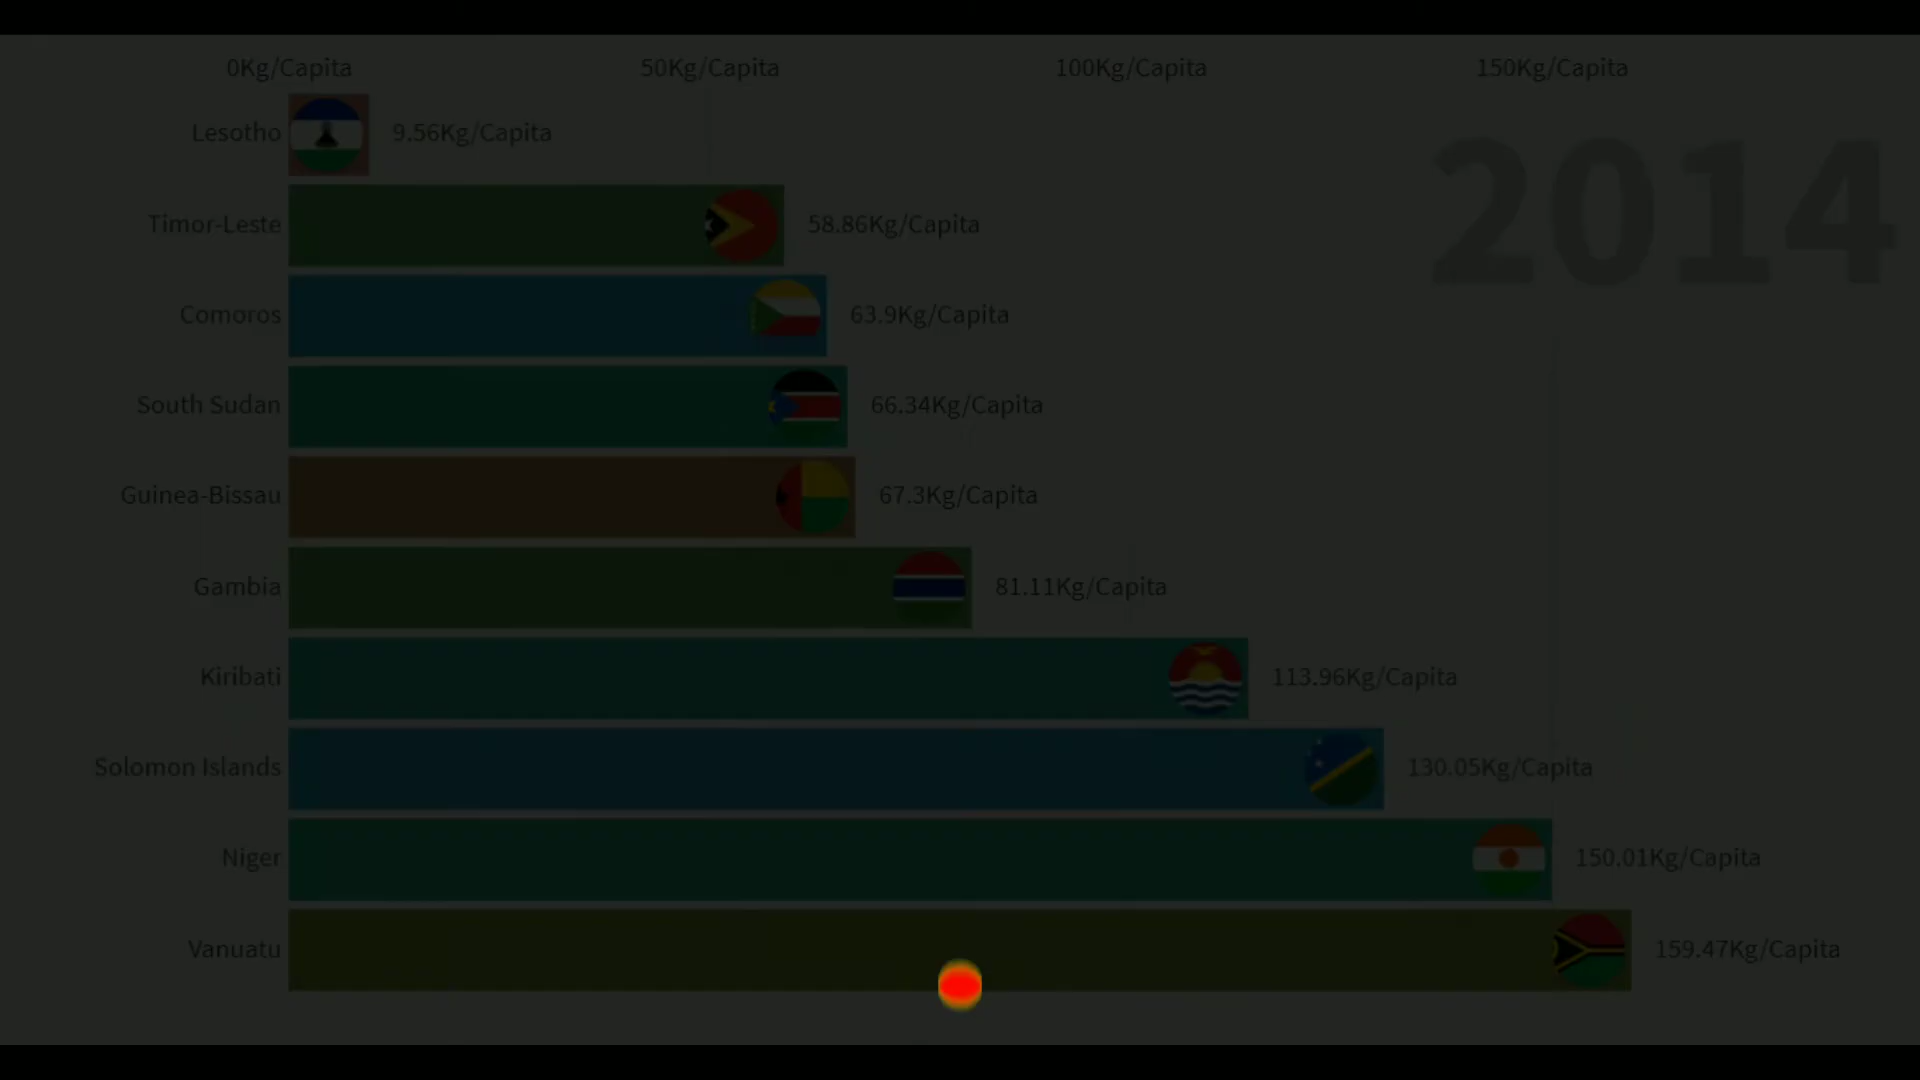 0Kg/Capita 50Kg/Capita 100Kg/Capita 150Kg/Capita
2014
Lesotho 9.56Kg/Capita
Timor-Leste 58.86Kg/Capita
Comoros 63.9Kg/Capita
South Sudan 66.34Kg/Capita
Guinea-Bissau 67.3Kg/Capita
Gambia 81.11Kg/Capita
Kiribati 113.96Kg/Capita
Solomon Islands 130.05Kg/Capita
Niger 150.01Kg/Capita
Vanuatu 159.47Kg/Capita